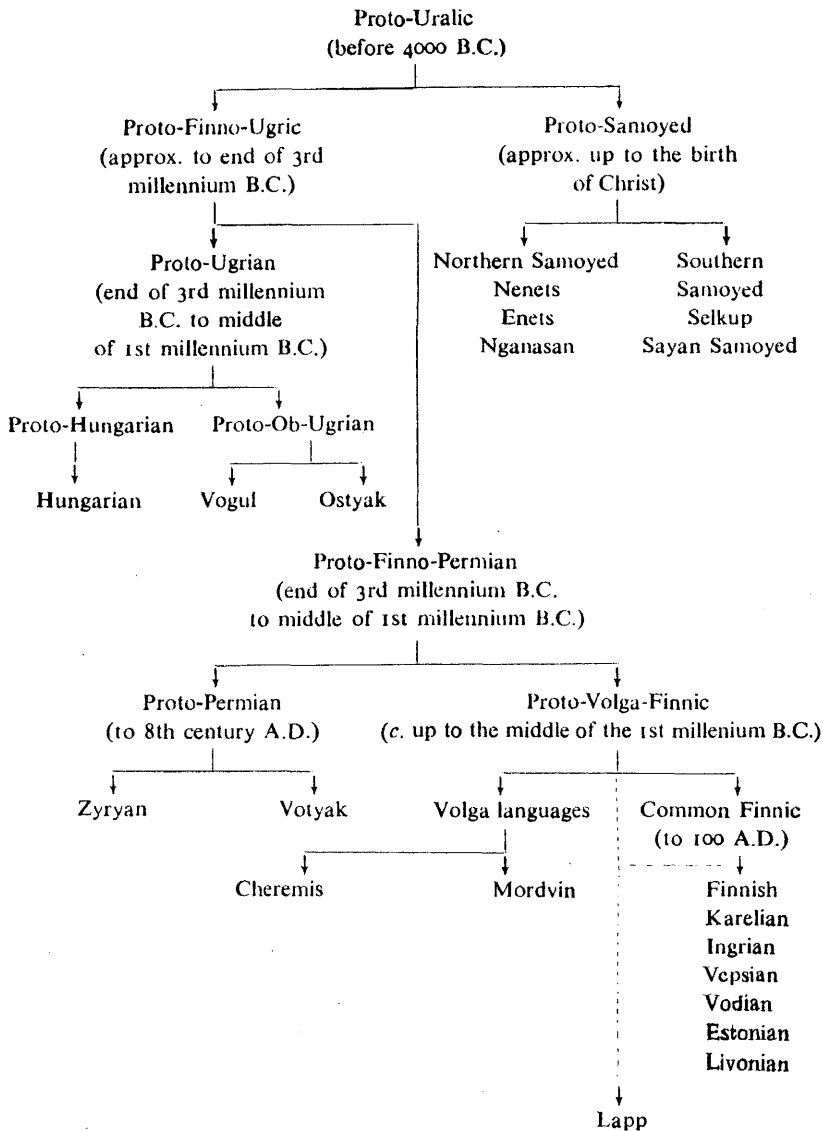 Proto-Uralic
(before 4000 B.C.)
Proto-Finno-Ugric
(approx. to end of 3rd
millennium B.C.)
Proto-Samoyed
(approx. up to the birth
of Christ)
Proto-Ugrian
(end of 3rd millennium
B.C. to middle
of 1st millennium B.C.)
Northern Samoyed
Nenets
Enets
Nganasan
Southern
Samoyed
Selkup
Sayan Samoyed
Proto-Hungarian
Proto-Ob-Ugrian
Hungarian
Vogul
Ostyak
Proto-Finno-Permian
(end of 3rd millennium B.C.
to middle of 1st millennium B.C.)
Proto-Permian
(to 8th century A.D.)
Proto-Volga-Finnic
(c. up to the middle of the 1st millenium B.C.)
Zyryan
Votyak
Volga languages
Common Finnic
(to 100 A.D.)
Cheremis
Mordvin
Finnish
Karelian
Ingrian
Vepsian
Vodian
Estonian
Livonian
Lapp